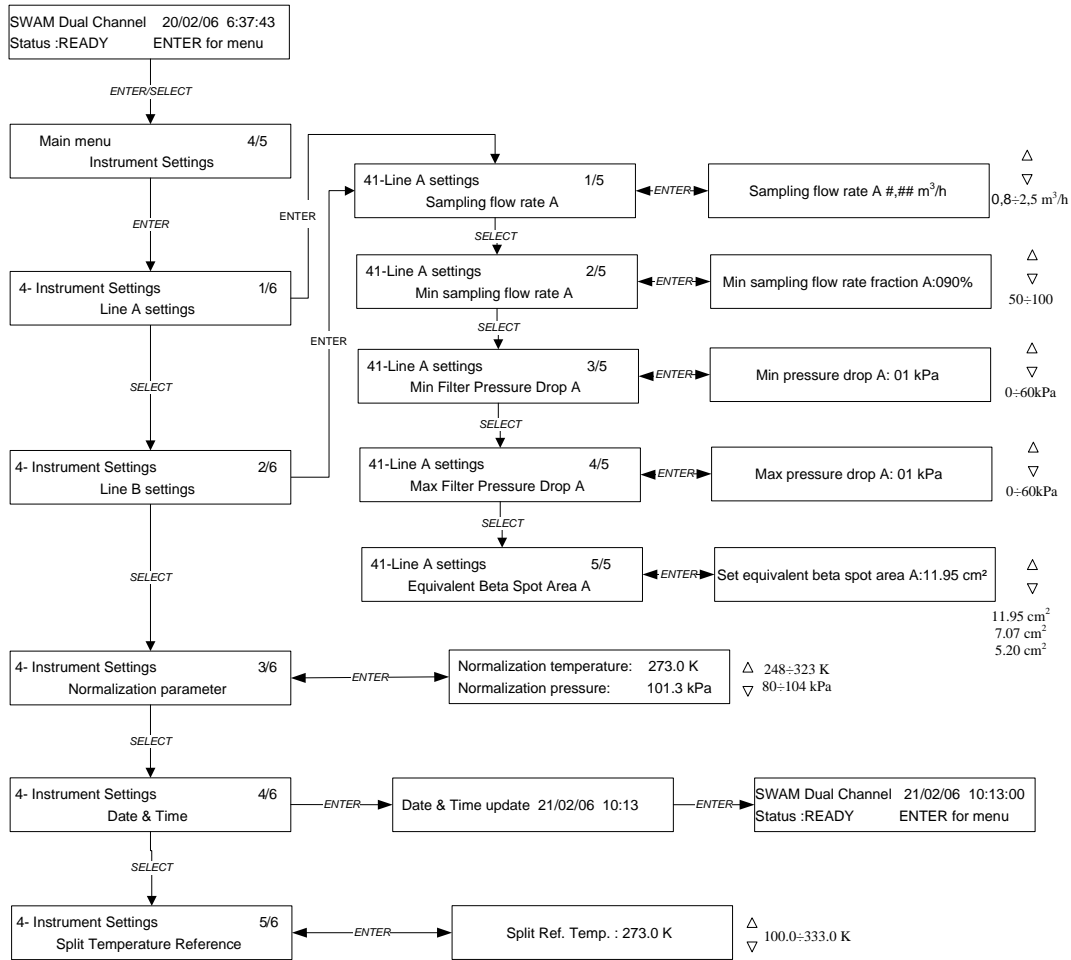 SWAM Dual Channel 20/02/06 6:37:43
Status :READY ENTER for menu
ENTER/SELECT
Main menu 4/5
Instrument Settings
ENTER
4- Instrument Settings 1/6
Line A settings
SELECT
4- Instrument Settings 2/6
Line B settings
SELECT
ENTER
ENTER
41-Line A settings 1/5
Sampling flow rate A
ENTER
Sampling flow rate A #,## m³/h
△
▽
0,8÷2,5 m³/h
SELECT
41-Line A settings 2/5
Min sampling flow rate A
ENTER
Min sampling flow rate fraction A:090%
△
▽
50÷100
SELECT
41-Line A settings 3/5
Min Filter Pressure Drop A
ENTER
Min pressure drop A: 01 kPa
△
▽
0÷60kPa
SELECT
41-Line A settings 4/5
Max Filter Pressure Drop A
ENTER
Max pressure drop A: 01 kPa
△
▽
0÷60kPa
SELECT
41-Line A settings 5/5
Equivalent Beta Spot Area A
ENTER
Set equivalent beta spot area A:11.95 cm²
△
▽
11.95 cm²
7.07 cm²
5.20 cm²
4- Instrument Settings 3/6
Normalization parameter
ENTER
Normalization temperature: 273.0 K
Normalization pressure: 101.3 kPa
△ 248÷323 K
▽ 80÷104 kPa
SELECT
4- Instrument Settings 4/6
Date & Time
ENTER
Date & Time update 21/02/06 10:13
ENTER
SWAM Dual Channel 21/02/06 10:13:00
Status :READY ENTER for menu
SELECT
4- Instrument Settings 5/6
Split Temperature Reference
ENTER
Split Ref. Temp. : 273.0 K
△
▽ 100.0÷333.0 K